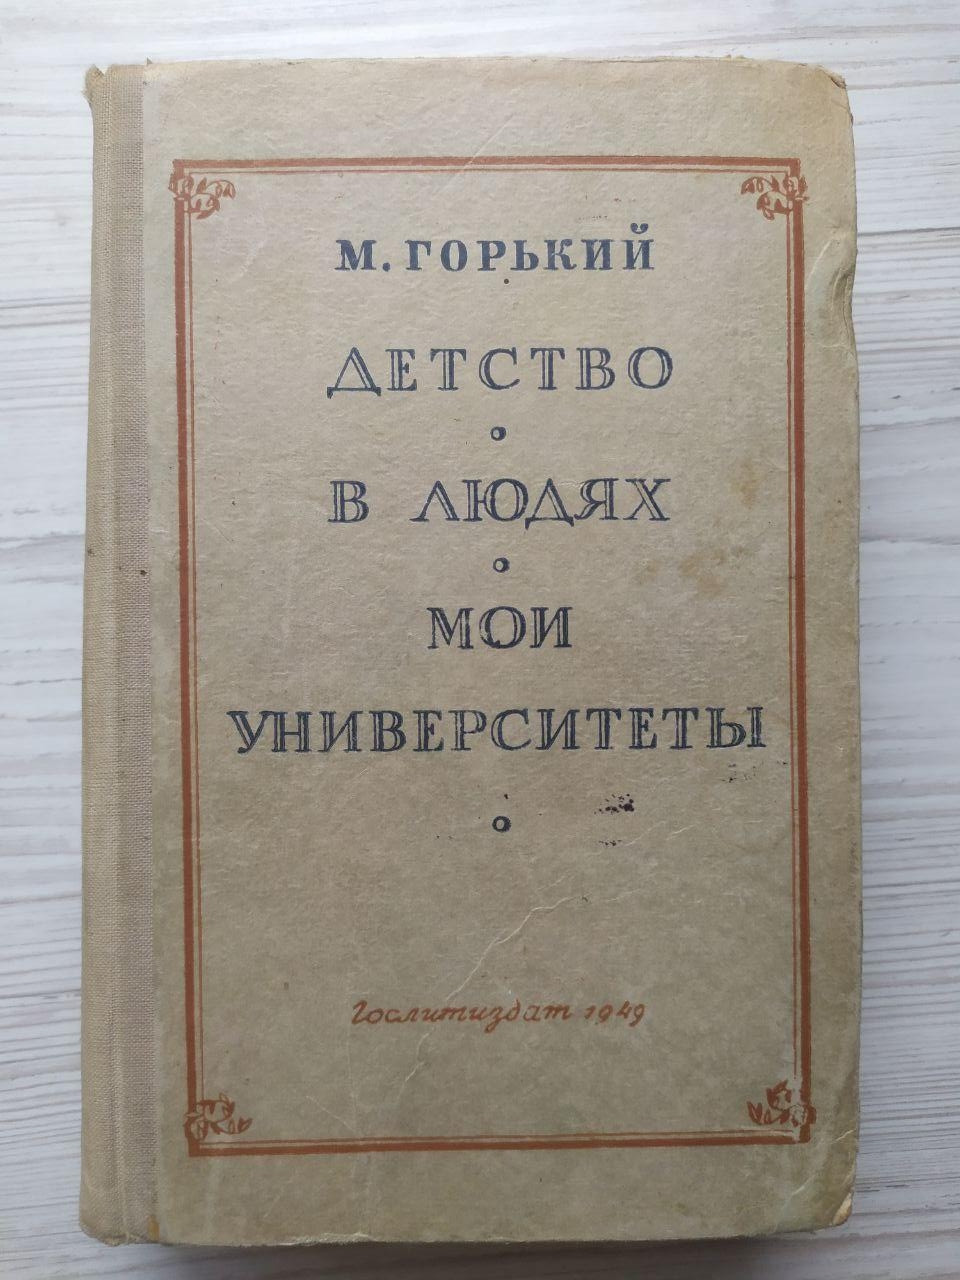 М. ГОРЬКИЙ
ДЕТСТВО
В ЛЮДЯХ
МОИ
УНИВЕРСИТЕТЫ
Гослитиздат 1949